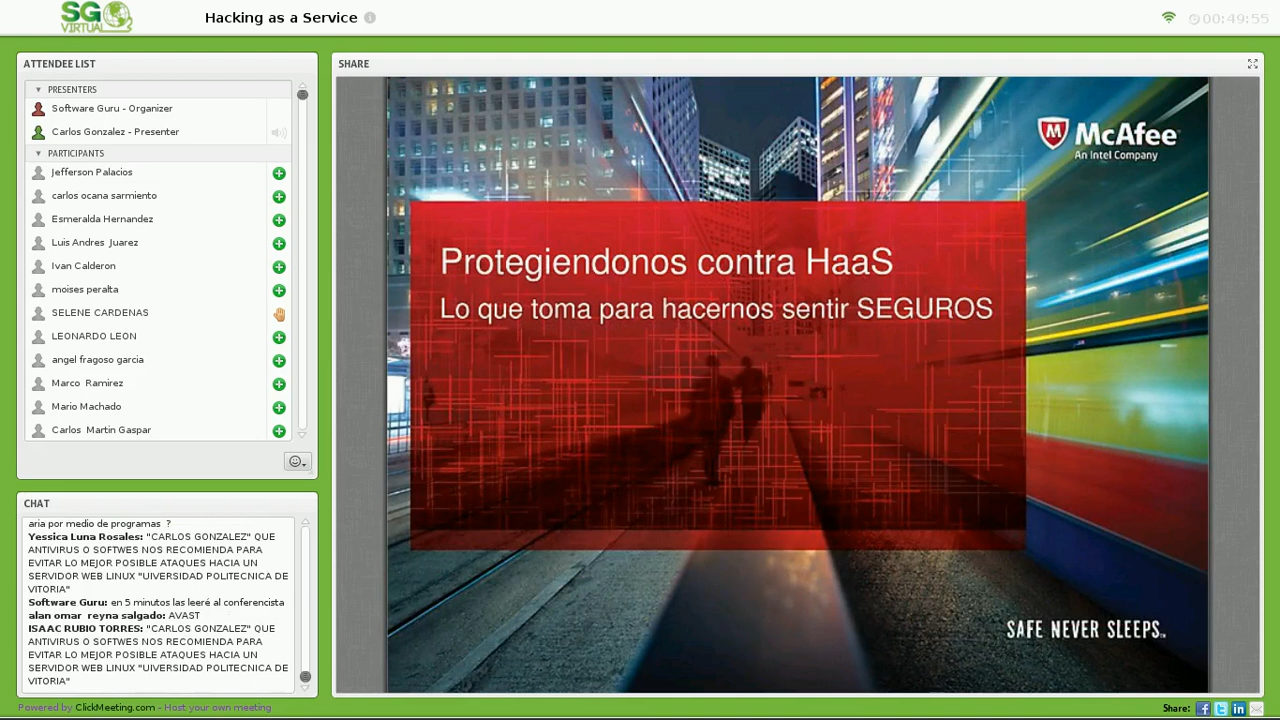 SG
VIRTUAL
Hacking as a Service
00:49:55
ATTENDEE LIST
PRESENTERS
Software Guru - Organizer
Carlos Gonzalez - Presenter
PARTICIPANTS
Jefferson Palacios
carlos ocana sarmiento
Esmeralda Hernandez
Luis Andres Juarez
Ivan Calderon
moises peralta
SELENE CARDENAS
LEONARDO LEON
angel fragoso garcia
Marco Ramirez
Mario Machado
Carlos Martin Gaspar
CHAT
aria por medio de programas ?
Yessica Luna Rosales: "CARLOS GONZALEZ" QUE
ANTIVIRUS O SOFTWES NOS RECOMIENDA PARA
EVITAR LO MEJOR POSIBLE ATAQUES HACIA UN
SERVIDOR WEB LINUX "UIVERSIDAD POLITECNICA DE
VITORIA"
Software Guru: en 5 minutos las leeré al conferencista
alan omar reyna salgado: AVAST
ISAAC RUBIO TORRES: "CARLOS GONZALEZ" QUE
ANTIVIRUS O SOFTWES NOS RECOMIENDA PARA
EVITAR LO MEJOR POSIBLE ATAQUES HACIA UN
SERVIDOR WEB LINUX "UIVERSIDAD POLITECNICA DE
VITORIA"
SHARE
McAfee
An Intel Company
Protegiendonos contra HaaS
Lo que toma para hacernos sentir SEGUROS
SAFE NEVER SLEEPS.™
Powered by ClickMeeting.com - Host your own meeting
Share: